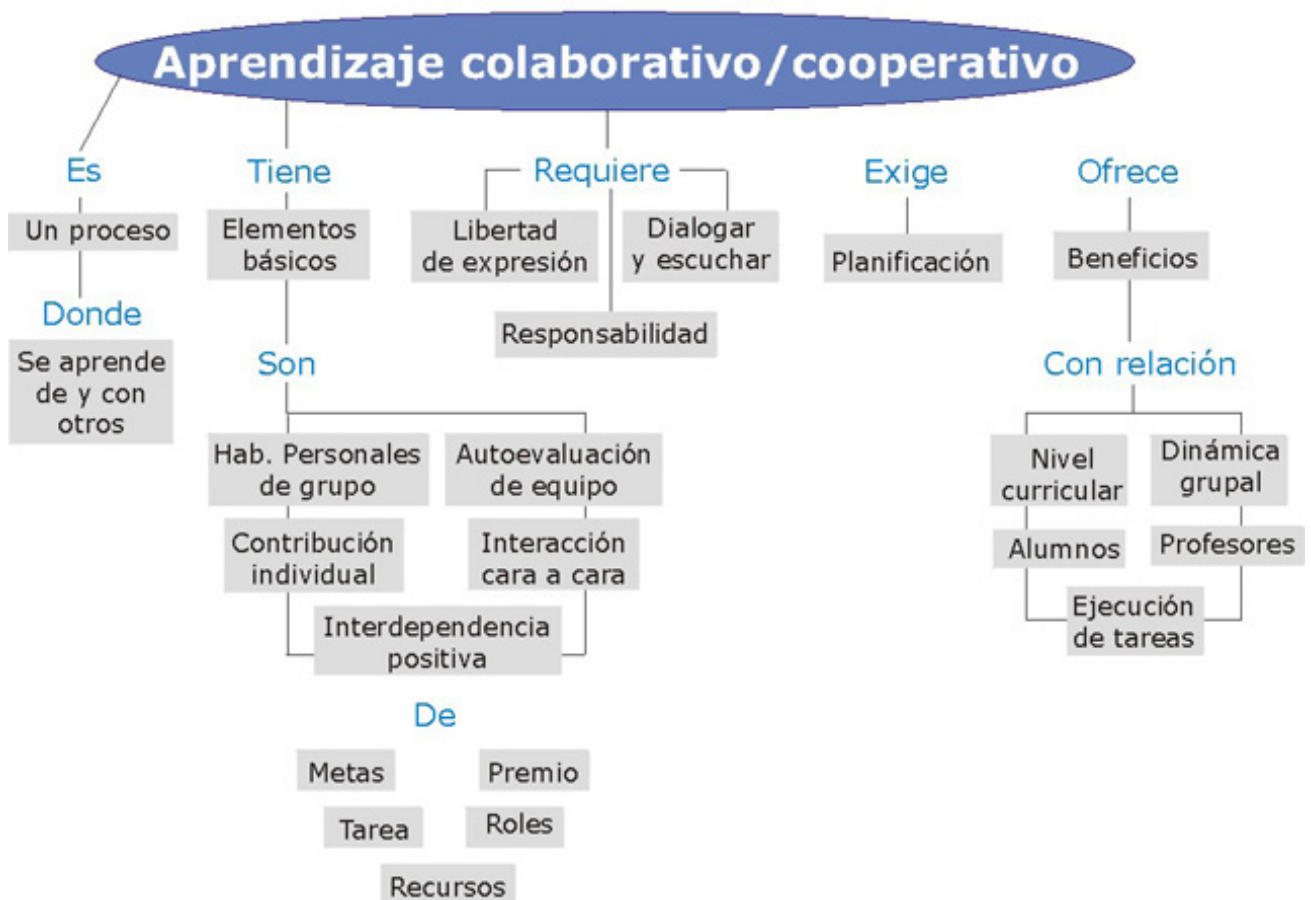 Aprendizaje colaborativo/cooperativo
Es
Un proceso
Donde
Se aprende
de y con
otros
Tiene
Elementos
básicos
Son
Hab. Personales
de grupo
Autoevaluación
de equipo
Contribución
individual
Interacción
cara a cara
Interdependencia
positiva
De
Metas
Premio
Tarea
Roles
Recursos
Requiere
Libertad
de expresión
Dialogar
y escuchar
Responsabilidad
Exige
Planificación
Ofrece
Beneficios
Con relación
Nivel
curricular
Dinámica
grupal
Alumnos
Profesores
Ejecución
de tareas